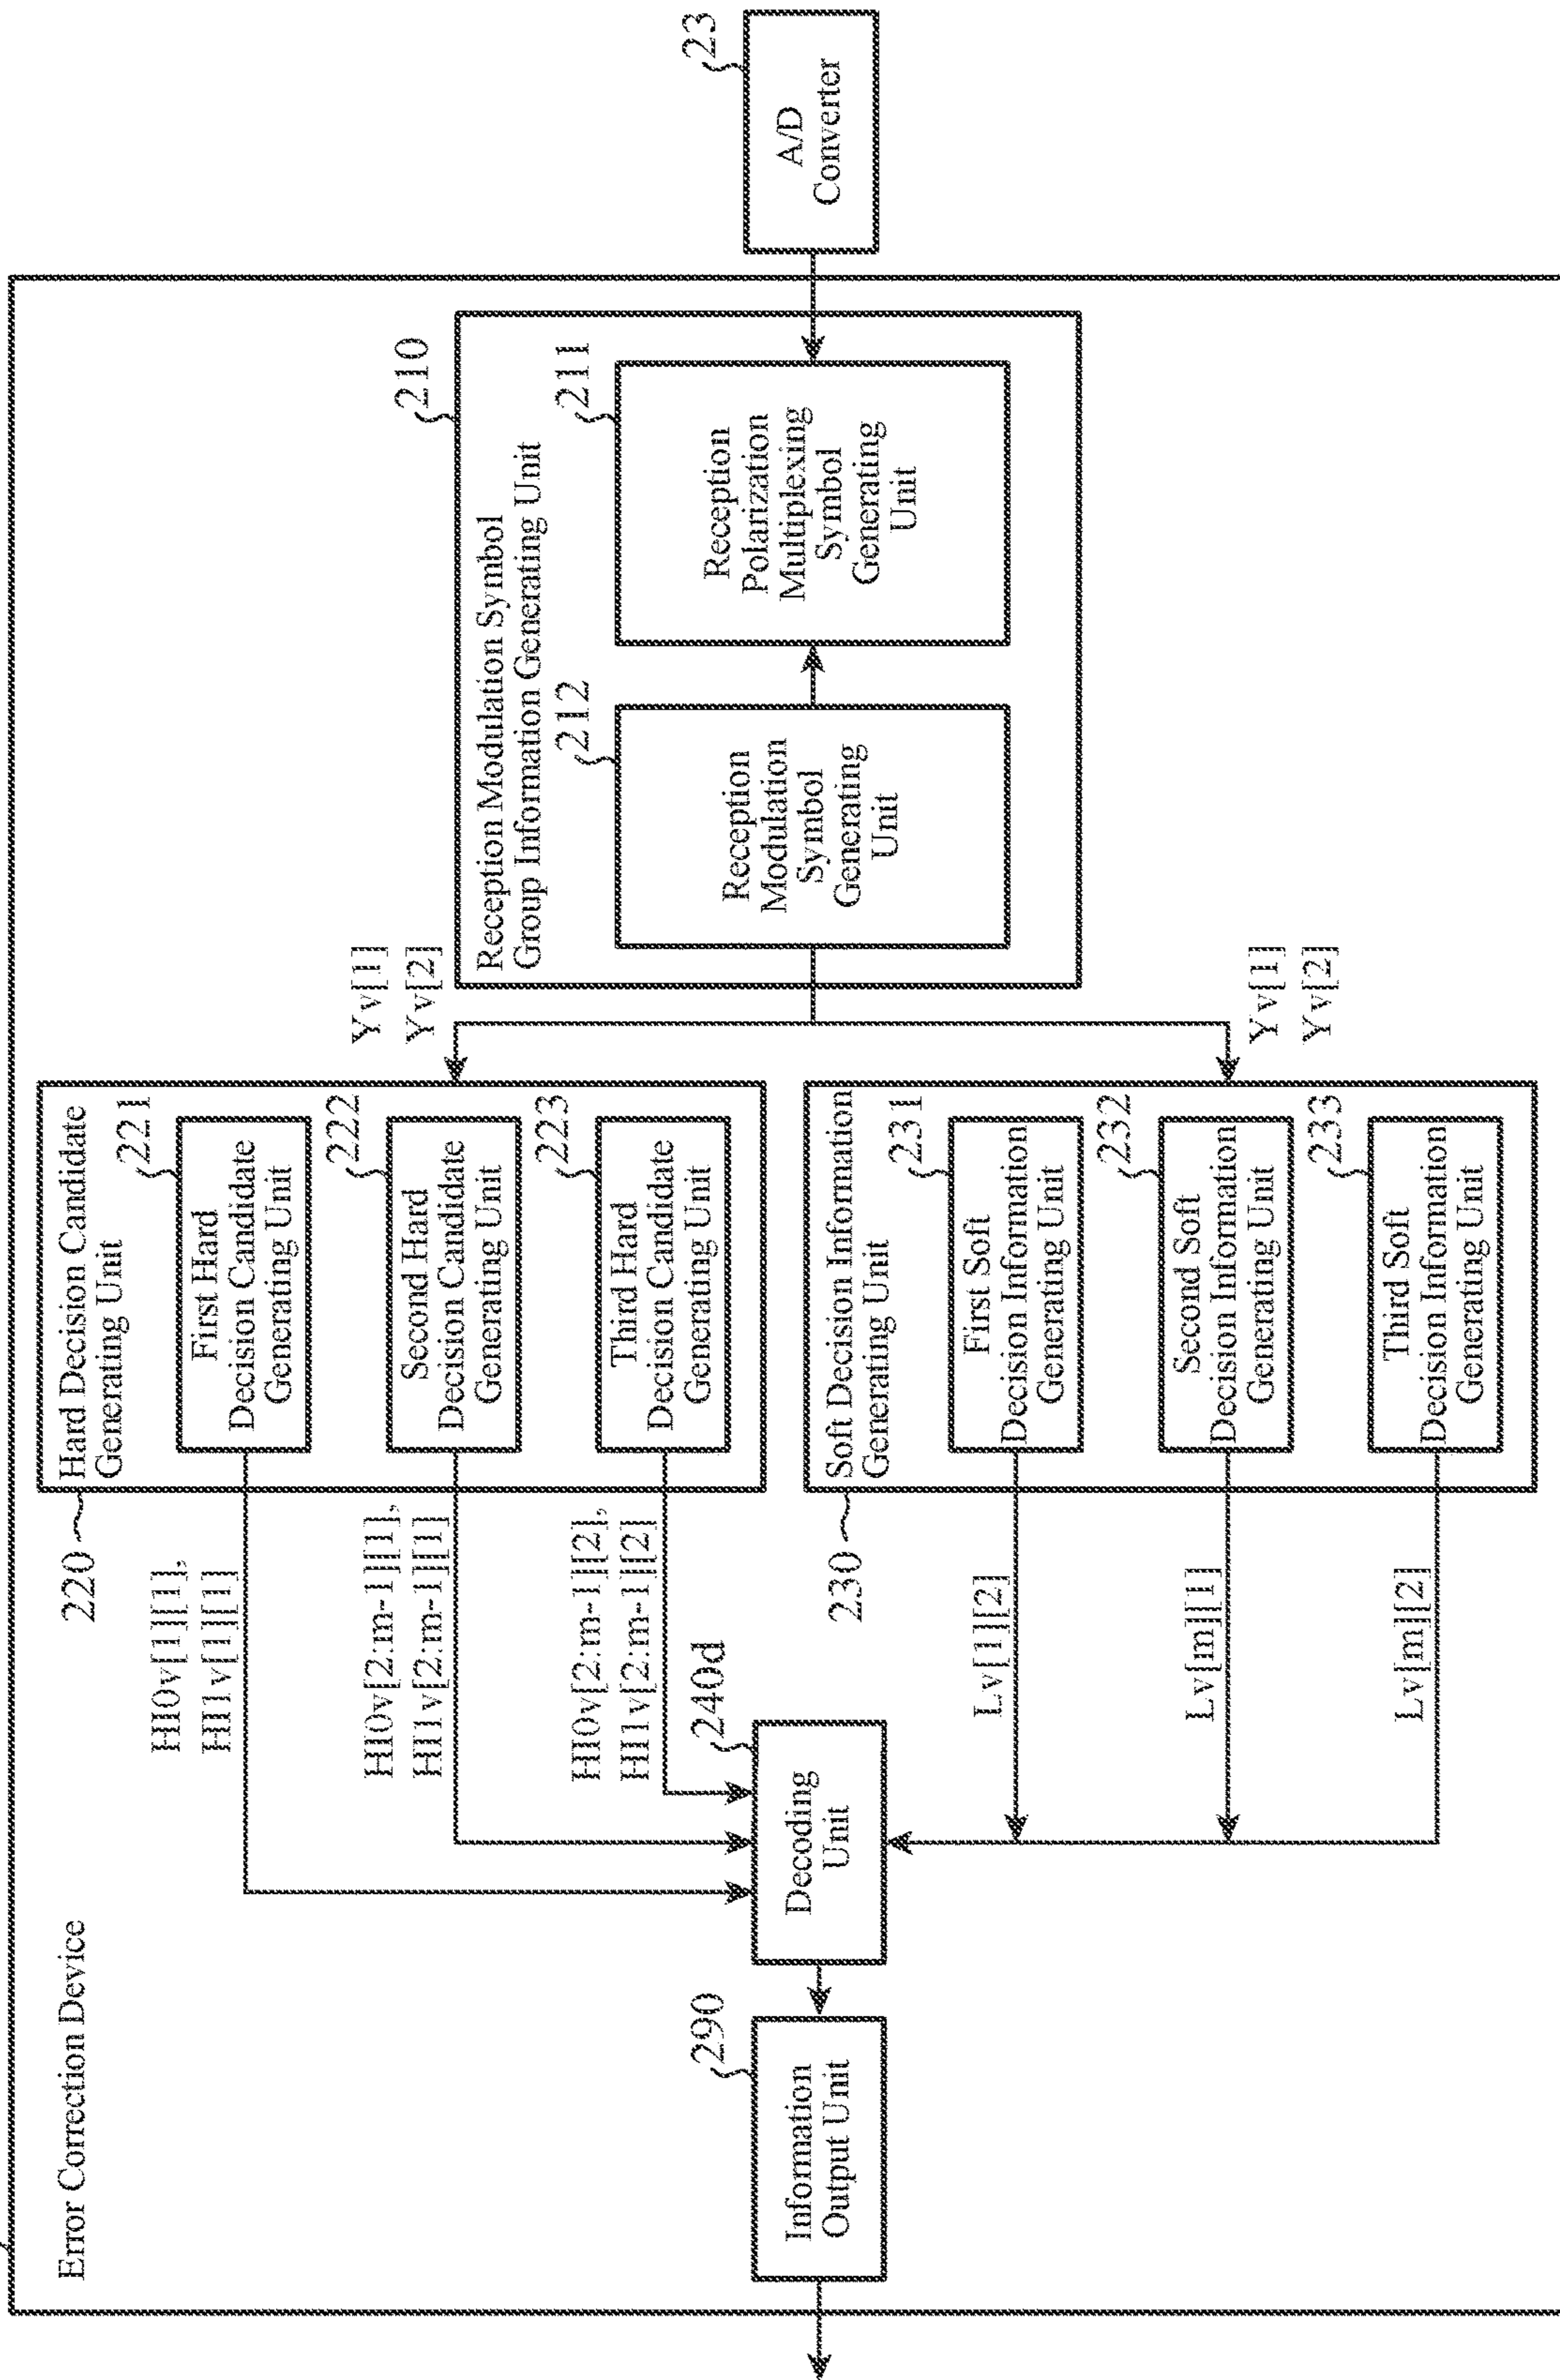 Error Correction Device
23
A/D
Converter
210
Reception Modulation Symbol
Group Information Generating Unit
211
Reception
Polarization
Multiplexing
Symbol
Generating
Unit
212
Reception
Modulation
Symbol
Generating
Unit
Yv[1]
Yv[2]
Yv[1]
Yv[2]
220
Hard Decision Candidate
Generating Unit
221
First Hard
Decision Candidate
Generating Unit
222
Second Hard
Decision Candidate
Generating Unit
223
Third Hard
Decision Candidate
Generating Unit
230
Soft Decision Information
Generating Unit
231
First Soft
Decision Information
Generating Unit
232
Second Soft
Decision Information
Generating Unit
233
Third Soft
Decision Information
Generating Unit
HI0v[1][1],
HI1v[1][1]
HI0v[2:m-1][1],
HI1v[2:m-1][1]
HI0v[2:m-1][2],
HI1v[2:m-1][2]
Lv[1][2]
Lv[m][1]
Lv[m][2]
240d
Decoding
Unit
290
Information
Output Unit